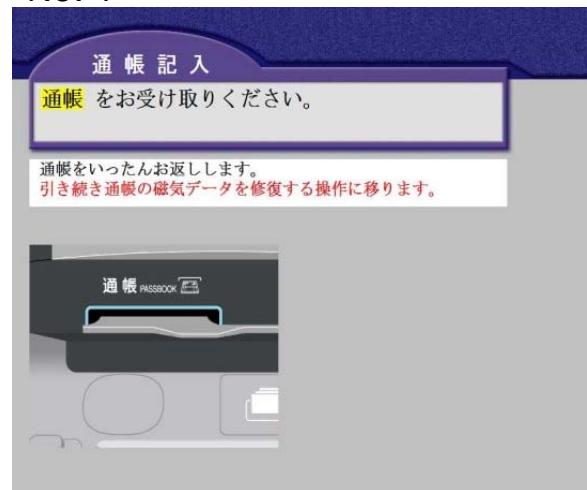 通帳記入
通帳 をお受け取りください。
通帳をいったんお返しします。
引き続き通帳の磁気データを修復する操作に移ります。
通帳 PASSBOOK